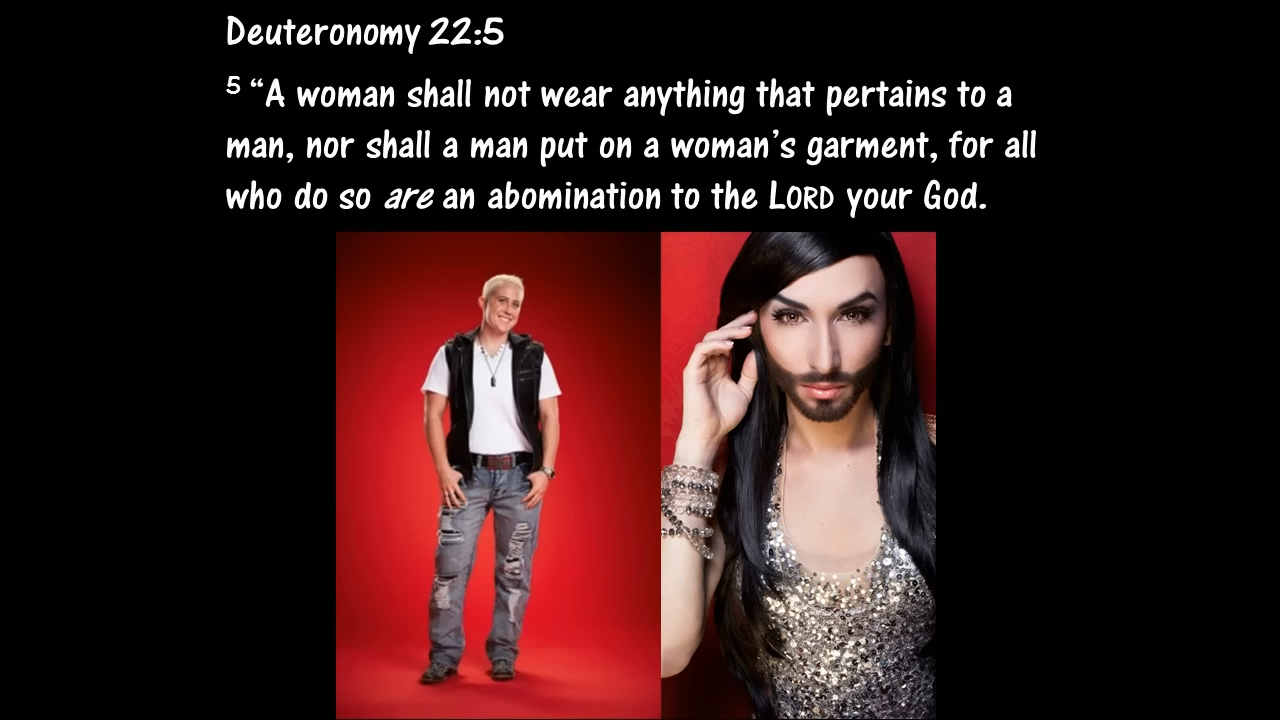 Deuteronomy 22:5
5 “A woman shall not wear anything that pertains to a
man, nor shall a man put on a woman’s garment, for all
who do so are an abomination to the LORD your God.